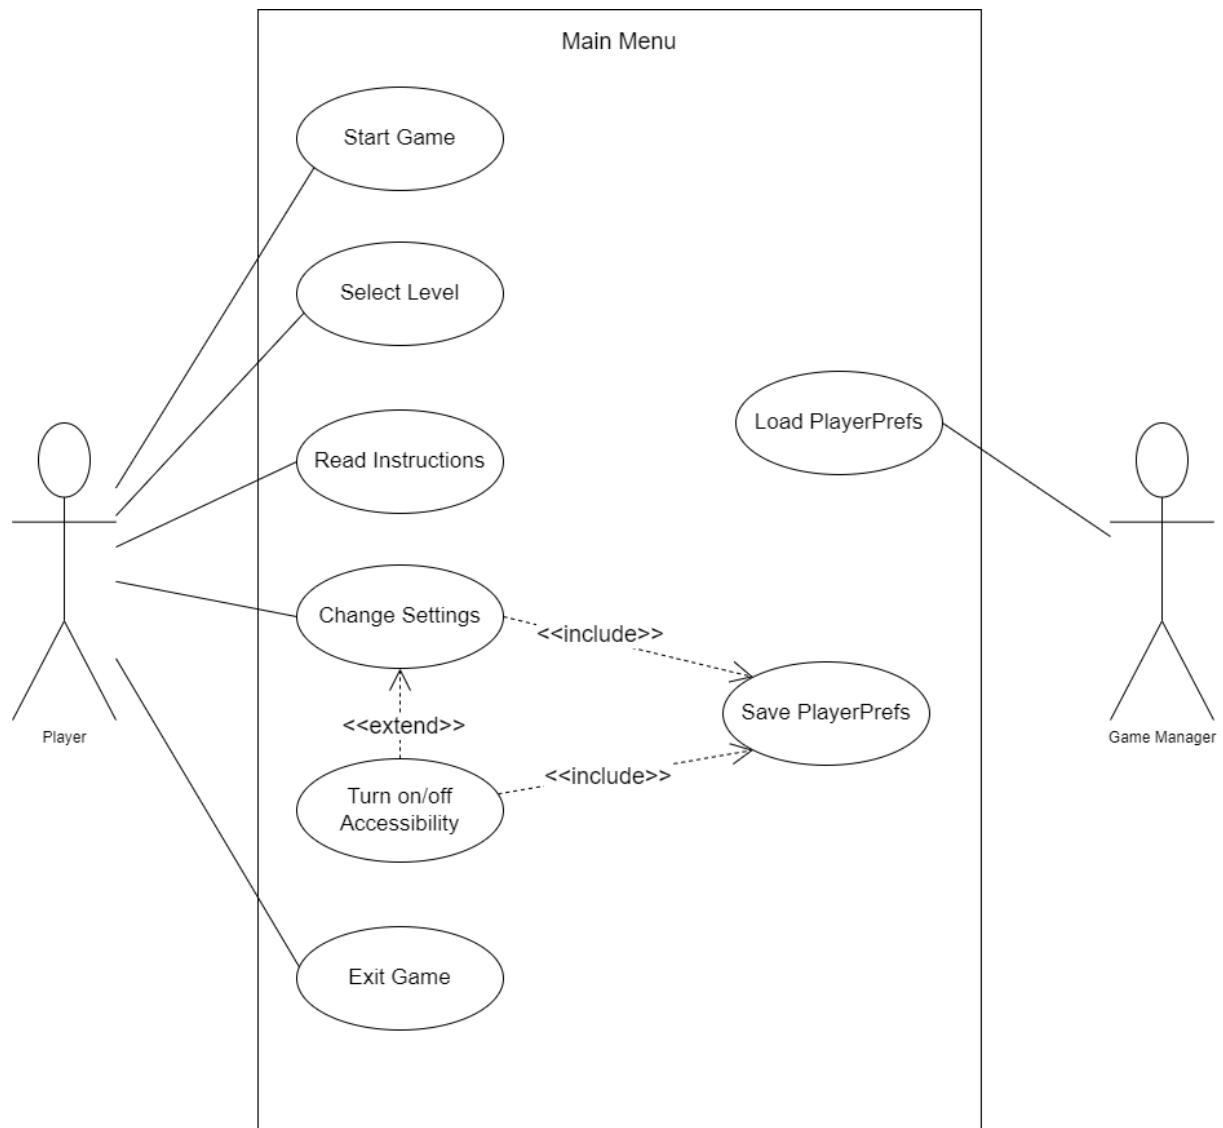 Main Menu
Start Game
Select Level
Read Instructions
Load PlayerPrefs
Change Settings
<<include>>
Save PlayerPrefs
<<extend>>
Player
Game Manager
<<include>>
Turn on/off
Accessibility
Exit Game